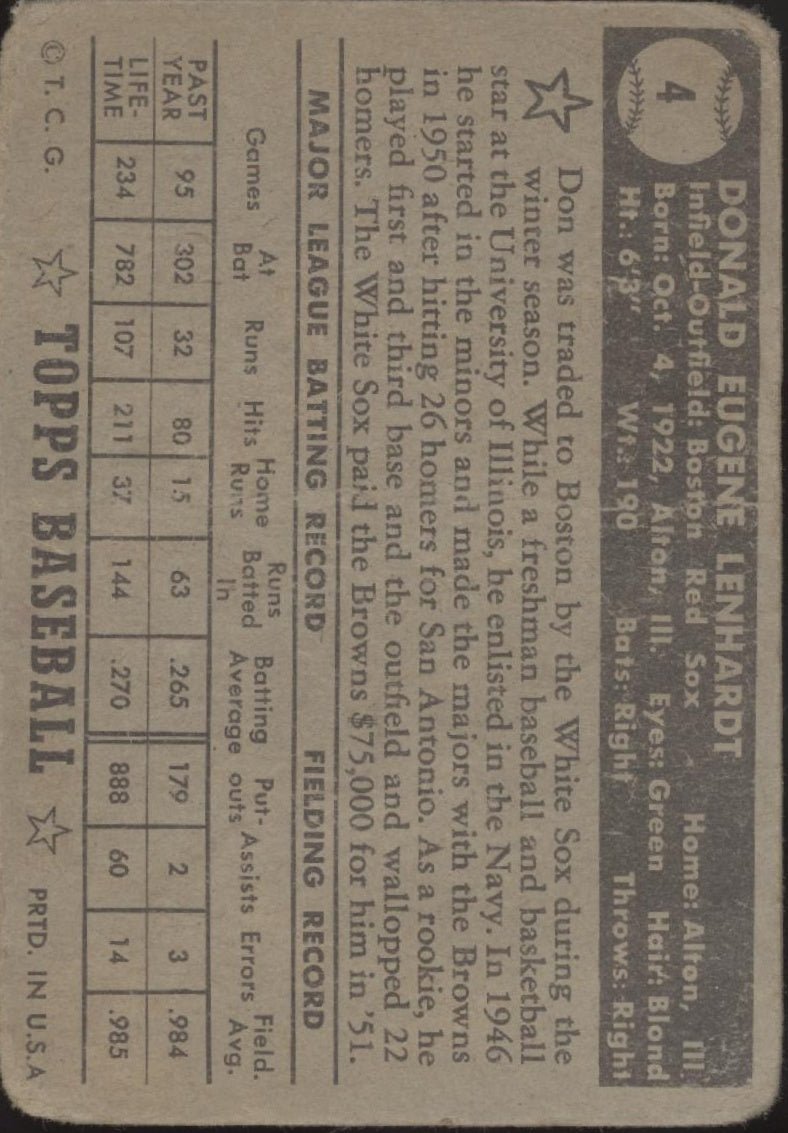 4
DONALD EUGENE LENHARDT
Infield-Outfield: Boston Red Sox Home: Alton, Ill
Born: Oct. 4, 1922, Alton, Ill. Eyes: Green Hair: Blond
Ht.: 6'3" Wt.: 190 Bats: Right Throws: Right
Don was traded to Boston by the White Sox during the
winter season. While a freshman baseball and basketball
star at the University of Illinois, he enlisted in the Navy. In 1946
he started in the minors and made the majors with the Browns
in 1950 after hitting 26 homers for San Antonio. As a rookie, he
played first and third base and the outfield and walloped 22
homers. The White Sox paid the Browns $75,000 for him in '51.
MAJOR LEAGUE BATTING RECORD FIELDING RECORD
Games At Bat Runs Hits Home Runs Runs Batted In Batting Average Put-outs Assists Errors Field. Avg.
PAST YEAR 95 302 32 80 15 63 .265 179 2 3 .984
LIFE-TIME 234 782 107 211 37 144 .270 888 60 14 .985
© T. C. G. TOPPS BASEBALL PRTD. IN U.S.A